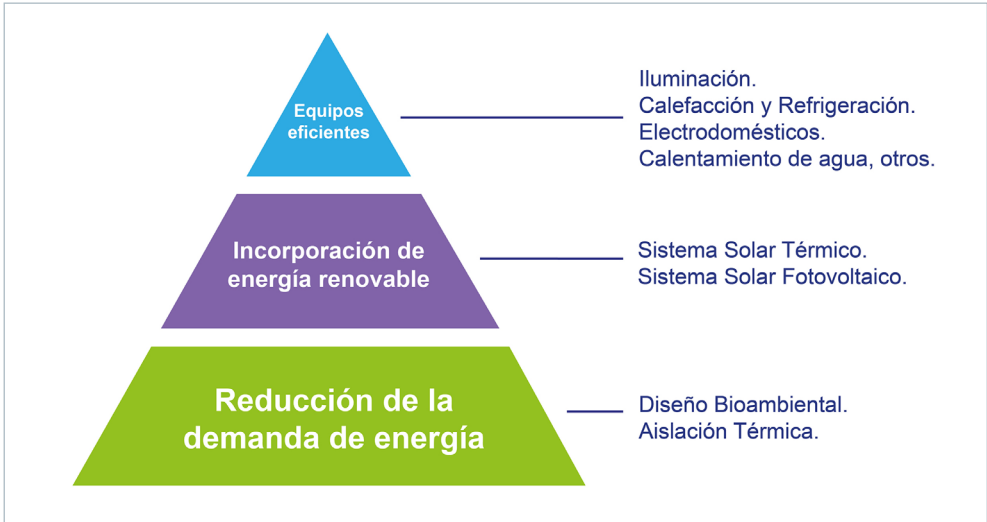 Equipos
eficientes
Iluminación.
Calefacción y Refrigeración.
Electrodomésticos.
Calentamiento de agua, otros.
Incorporación de
energía renovable
Sistema Solar Térmico.
Sistema Solar Fotovoltaico.
Reducción de la
demanda de energía
Diseño Bioambiental.
Aislación Térmica.